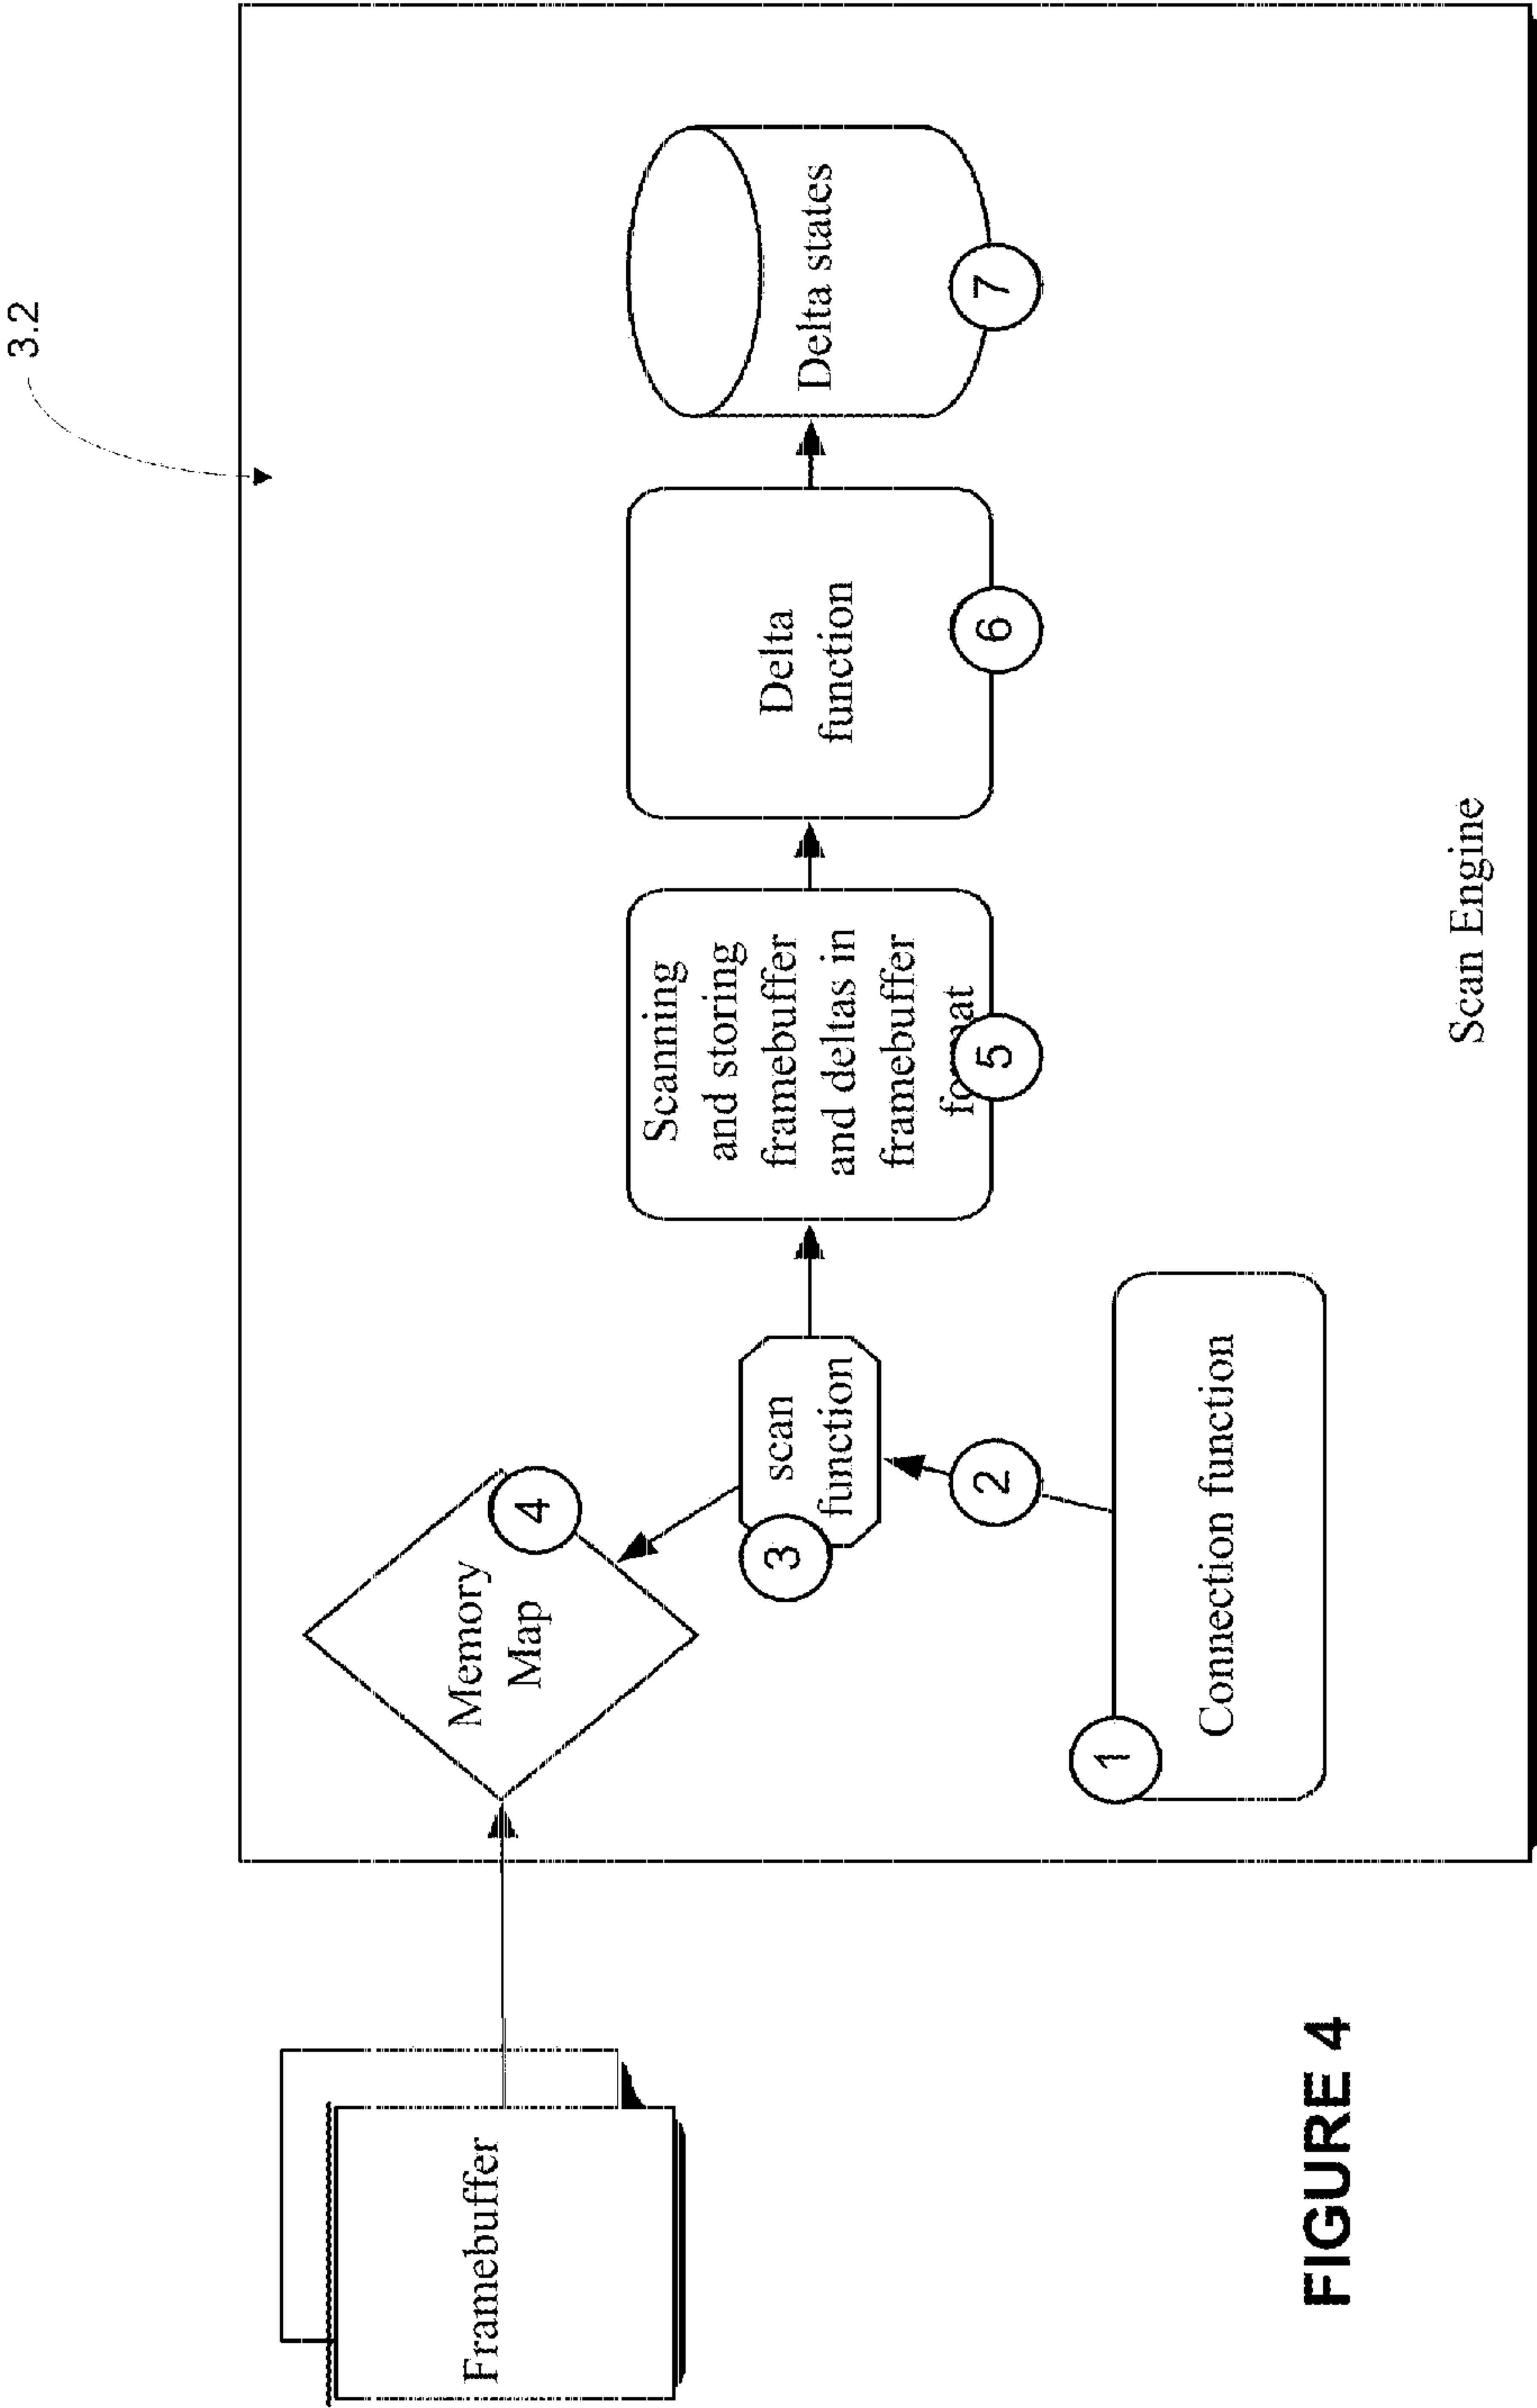 3.2
Framebuffer
Memory
Map
4
3
scan
function
2
1
Connection function
Scanning
and storing
framebuffer
and deltas in
framebuffer
5
Delta
function
6
Delta states
7
Scan Engine
FIGURE 4